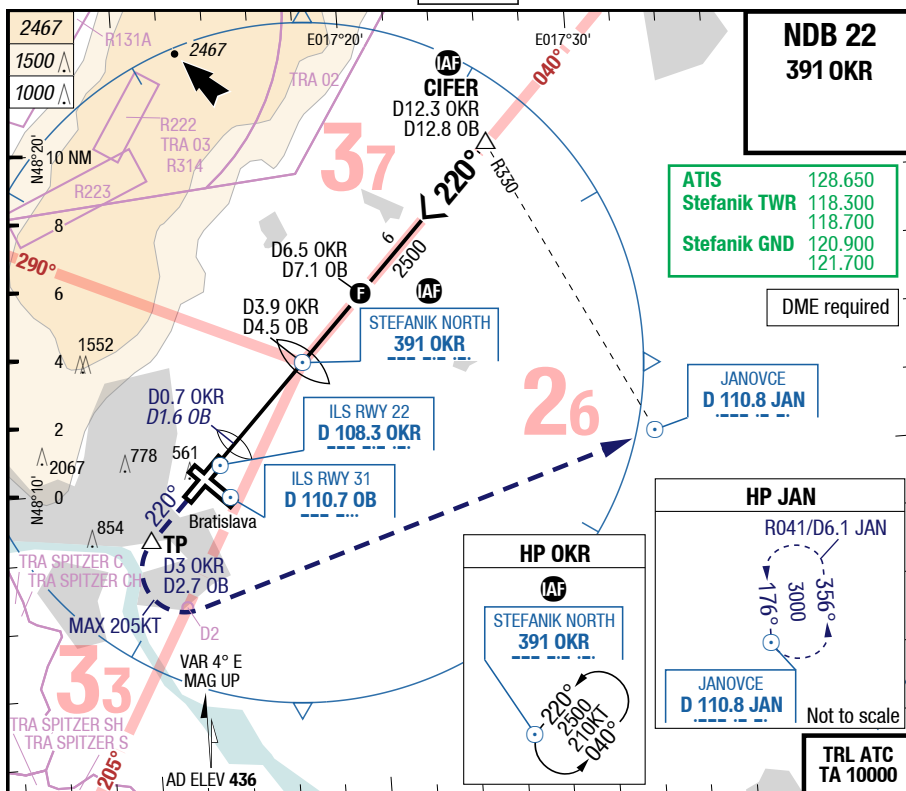 2467
1500
1000
R131A
2467
E017°20'
E017°30'
IAF
CIFER
D12.3 OKR
D12.8 OB
040°
NDB 22
391 OKR
TRA 02
R222
TRA 03
R314
R223
N48°20'
10 NM
8
6
4
2
0
37
220°
R330
6
2500
ATIS 128.650
Stefanik TWR 118.300
118.700
Stefanik GND 120.900
121.700
DME required
290°
D6.5 OKR
D7.1 OB
F
IAF
D3.9 OKR
D4.5 OB
STEFANIK NORTH
391 OKR
1552
26
JANOVCE
D 110.8 JAN
D0.7 OKR
D1.6 OB
ILS RWY 22
D 108.3 OKR
ILS RWY 31
D 110.7 OB
2067
778
561
N48°10'
854
220°
Bratislava
TP
D3 OKR
D2.7 OB
TRA SPITZER C
TRA SPITZER CH
MAX 205KT
D2
33
VAR 4° E
MAG UP
TRA SPITZER SH
TRA SPITZER S
205°
AD ELEV 436
HP OKR
IAF
STEFANIK NORTH
391 OKR
220°
2500
210KT
040°
HP JAN
R041/D6.1 JAN
176°
3000
356°
JANOVCE
D 110.8 JAN
Not to scale
TRL ATC
TA 10000